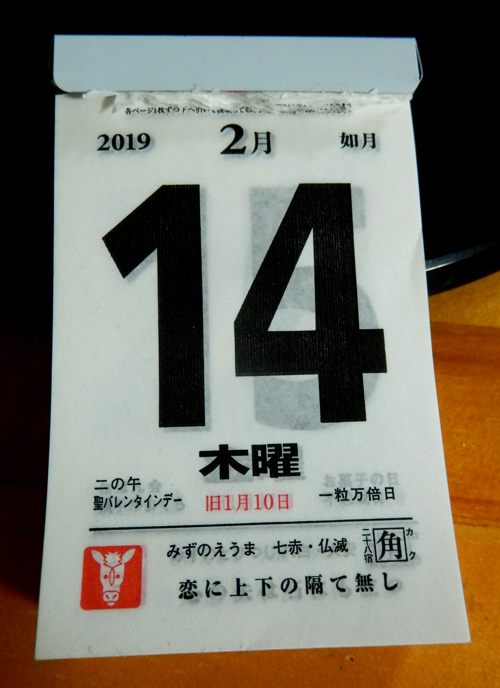 2019 2月 如月
14
木曜
二の午
聖バレンタインデー 旧1月10日 一粒万倍日
みずのえうま 七赤・仏滅 二十八宿 角 カク
恋に上下の隔て無し